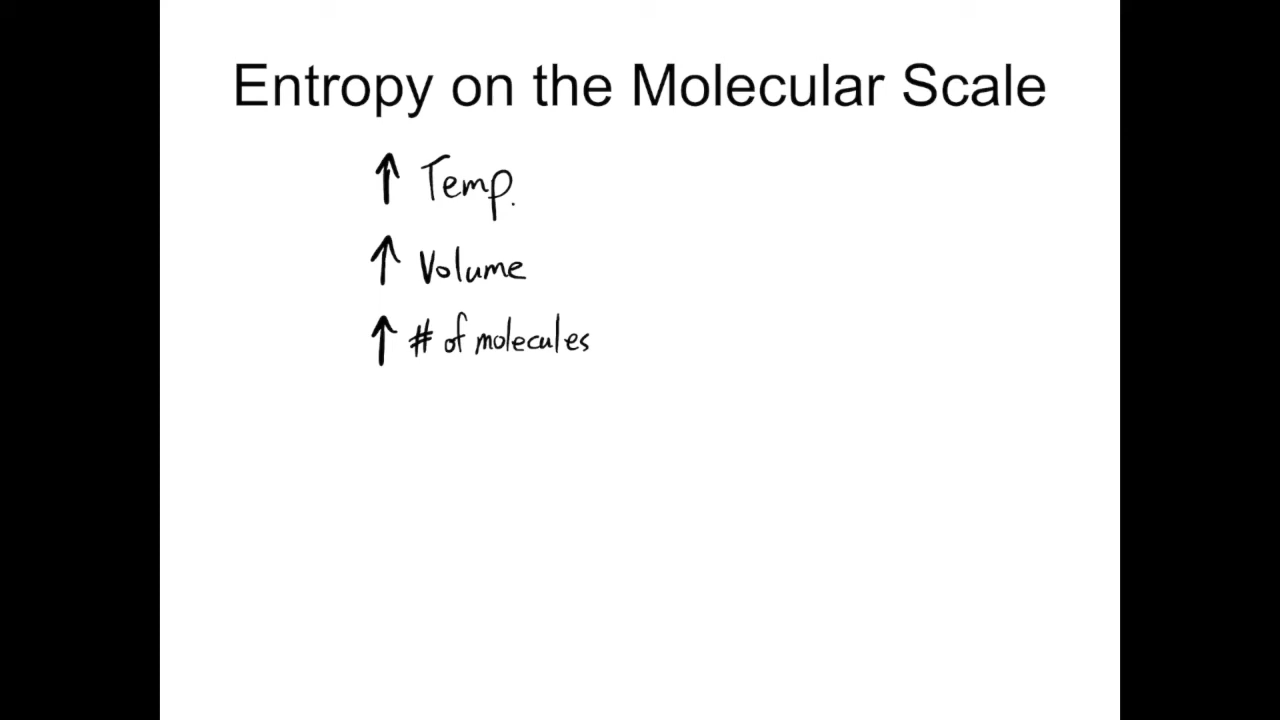 Entropy on the Molecular Scale
↑ Temp.
↑ Volume
↑ # of molecules